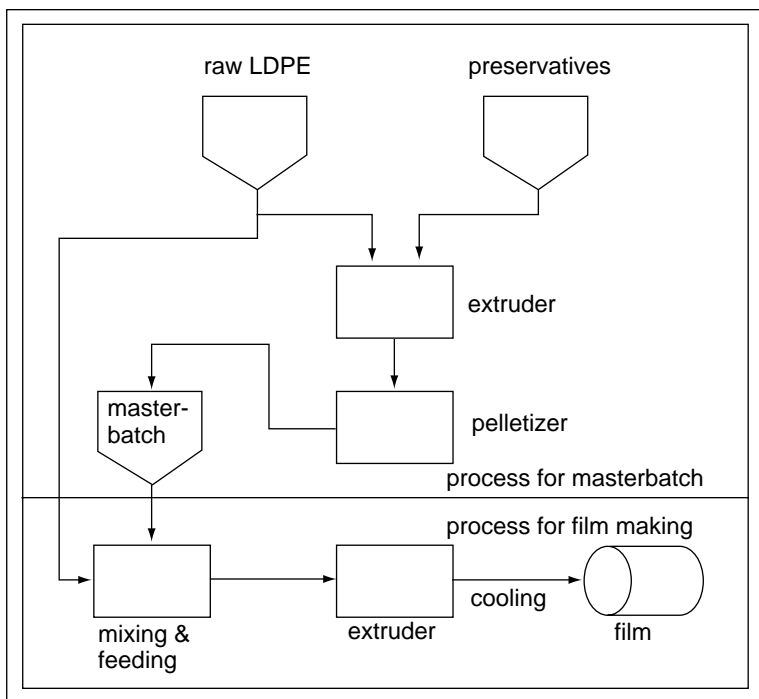 raw LDPE
preservatives
extruder
master-
batch
pelletizer
process for masterbatch
process for film making
cooling
mixing &
feeding
extruder
film